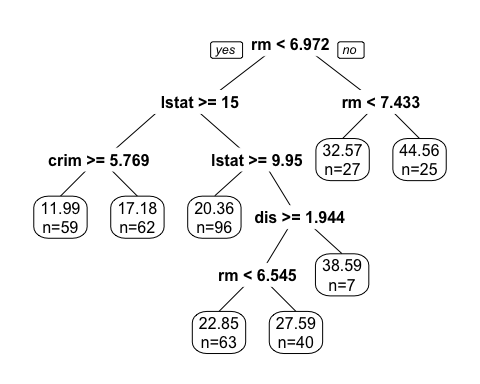 yes rm < 6.972 no
lstat >= 15 rm < 7.433
crim >= 5.769 lstat >= 9.95 32.57 44.56
n=27 n=25
11.99 17.18 20.36
n=59 n=62 n=96
dis >= 1.944
rm < 6.545 38.59
n=7
22.85 27.59
n=63 n=40